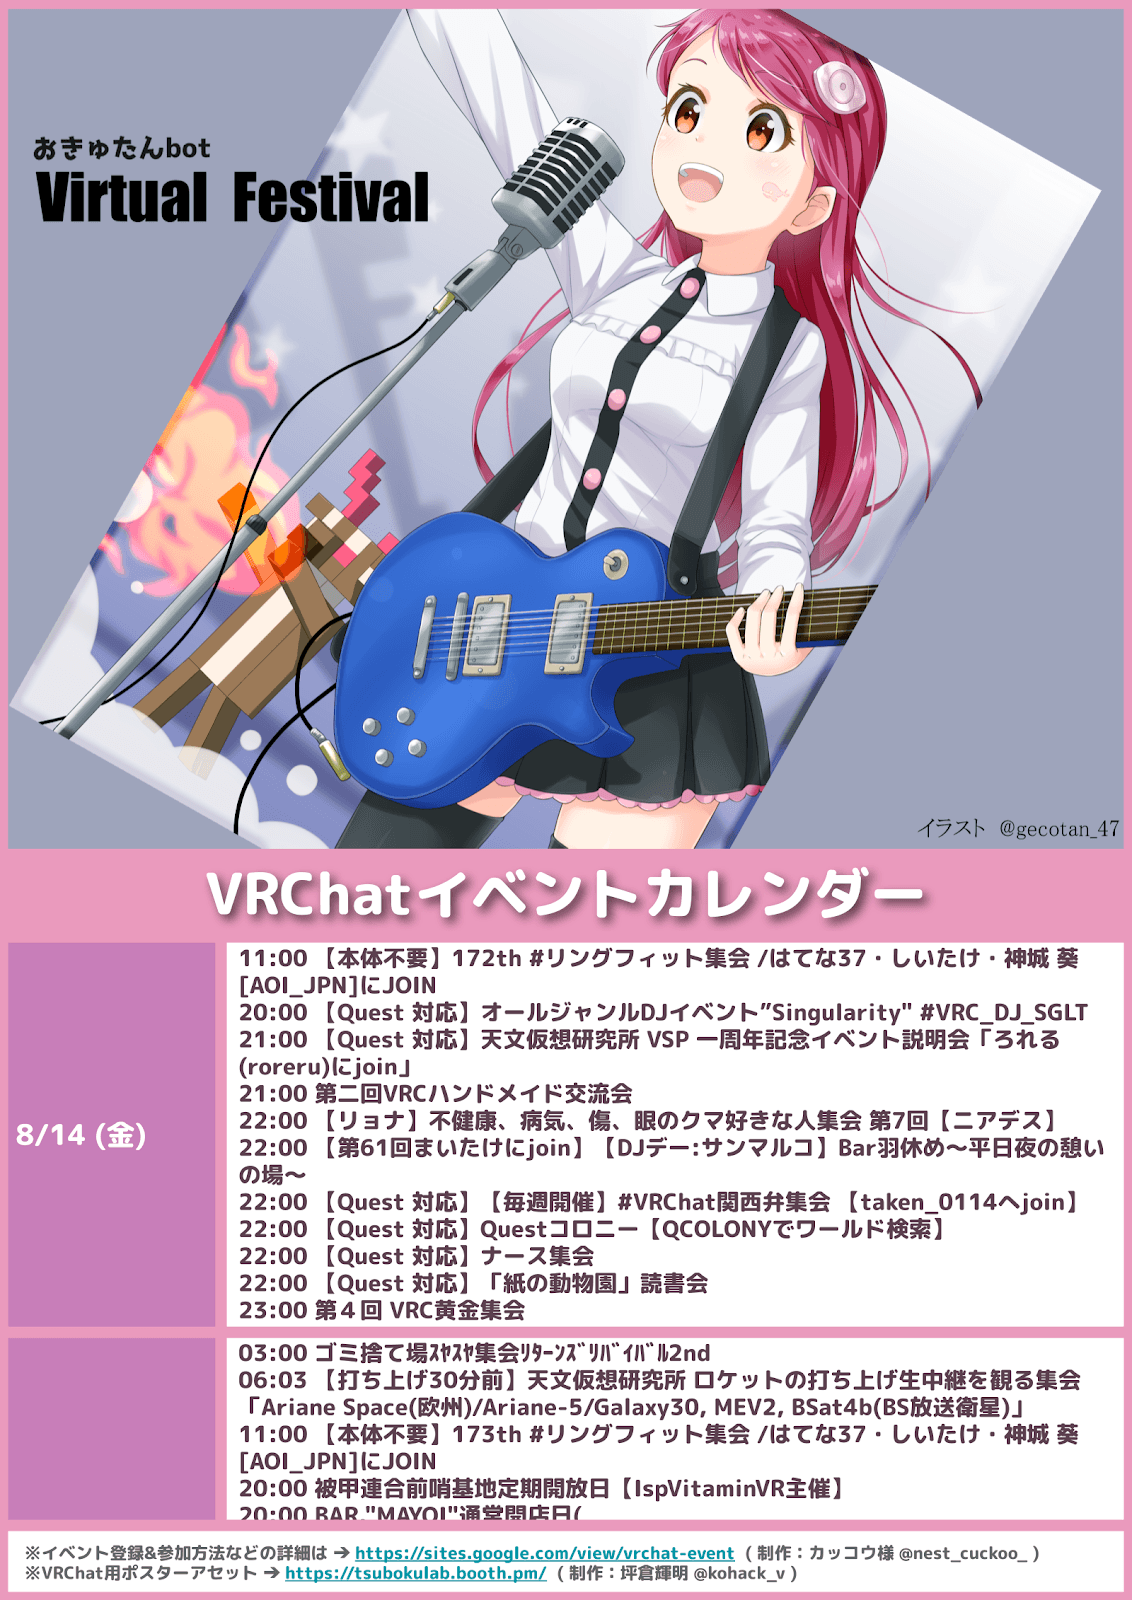 おきゅたんbot
Virtual Festival
イラスト @gecotan_47
VRChatイベントカレンダー
8/14 (金)
11:00 【本体不要】172th #リングフィット集会 /はてな37・しいたけ・神城 葵
[AOI_JPN]にJOIN
20:00 【Quest 対応】オールジャンルDJイベント”Singularity" #VRC_DJ_SGLT
21:00 【Quest 対応】天文仮想研究所 VSP 一周年記念イベント説明会「ろれる
(roreru)にjoin」
21:00 第二回VRCハンドメイド交流会
22:00 【リョナ】不健康、病気、傷、眼のクマ好きな人集会 第7回【ニアデス】
22:00 【第61回まいたけにjoin】【DJデー:サンマルコ】Bar羽休め～平日夜の憩い
の場～
22:00 【Quest 対応】【毎週開催】#VRChat関西弁集会 【taken_0114へjoin】
22:00 【Quest 対応】Questコロニー【QCOLONYでワールド検索】
22:00 【Quest 対応】ナース集会
22:00 【Quest 対応】「紙の動物園」読書会
23:00 第４回 VRC黄金集会
03:00 ゴミ捨て場ｽﾔｽﾔ集会ﾘﾀｰﾝｽﾞﾘﾊﾞｲﾊﾞﾙ2nd
06:03 【打ち上げ30分前】天文仮想研究所 ロケットの打ち上げ生中継を観る集会
「Ariane Space(欧州)/Ariane-5/Galaxy30, MEV2, BSat4b(BS放送衛星)」
11:00 【本体不要】173th #リングフィット集会 /はてな37・しいたけ・神城 葵
[AOI_JPN]にJOIN
20:00 被甲連合前哨基地定期開放日【IspVitaminVR主催】
20:00 BAR."MAYOI"通常開店日(
※イベント登録&参加方法などの詳細は ➔ https://sites.google.com/view/vrchat-event ( 制作：カッコウ様 @nest_cuckoo_ )
※VRChat用ポスターアセット ➔ https://tsubokulab.booth.pm/ ( 制作：坪倉輝明 @kohack_v )